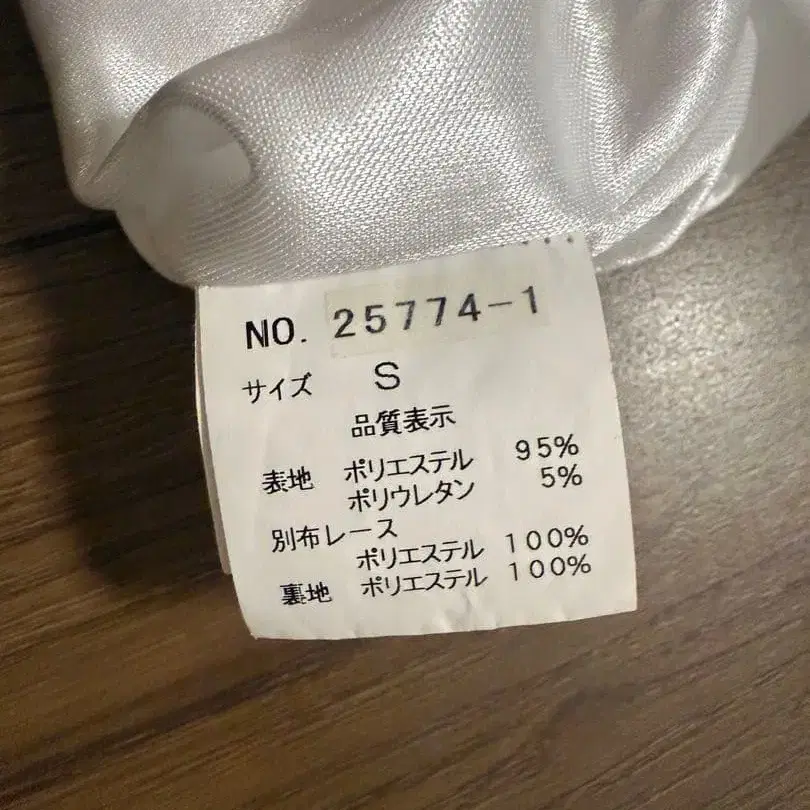 NO. 25774-1
サイズ S
品質表示
表地 ポリエステル 95%
ポリウレタン 5%
別布レース
ポリエステル 100%
裏地 ポリエステル 100%